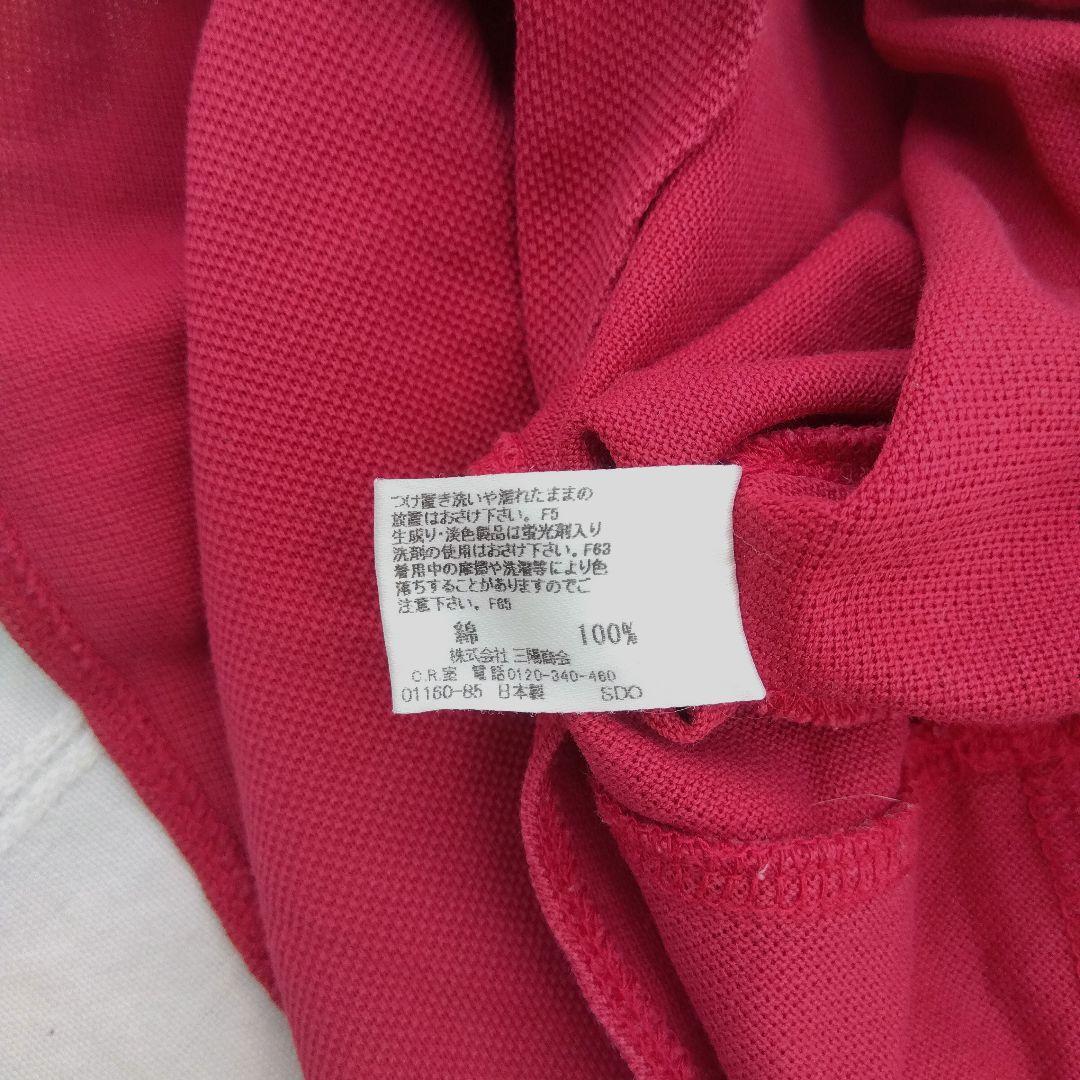 つけ置き洗いや濡れたままの
放置はおさけ下さい。F5
生成り・淡色製品は蛍光剤入り
洗剤の使用はおさけ下さい。F63
着用中の摩擦や洗濯等により色
落ちすることがありますのでご
注意下さい。F65
綿 100%
株式会社 三陽商会
C.R.室 電話0120-340-460
01160-85 日本製 SDO